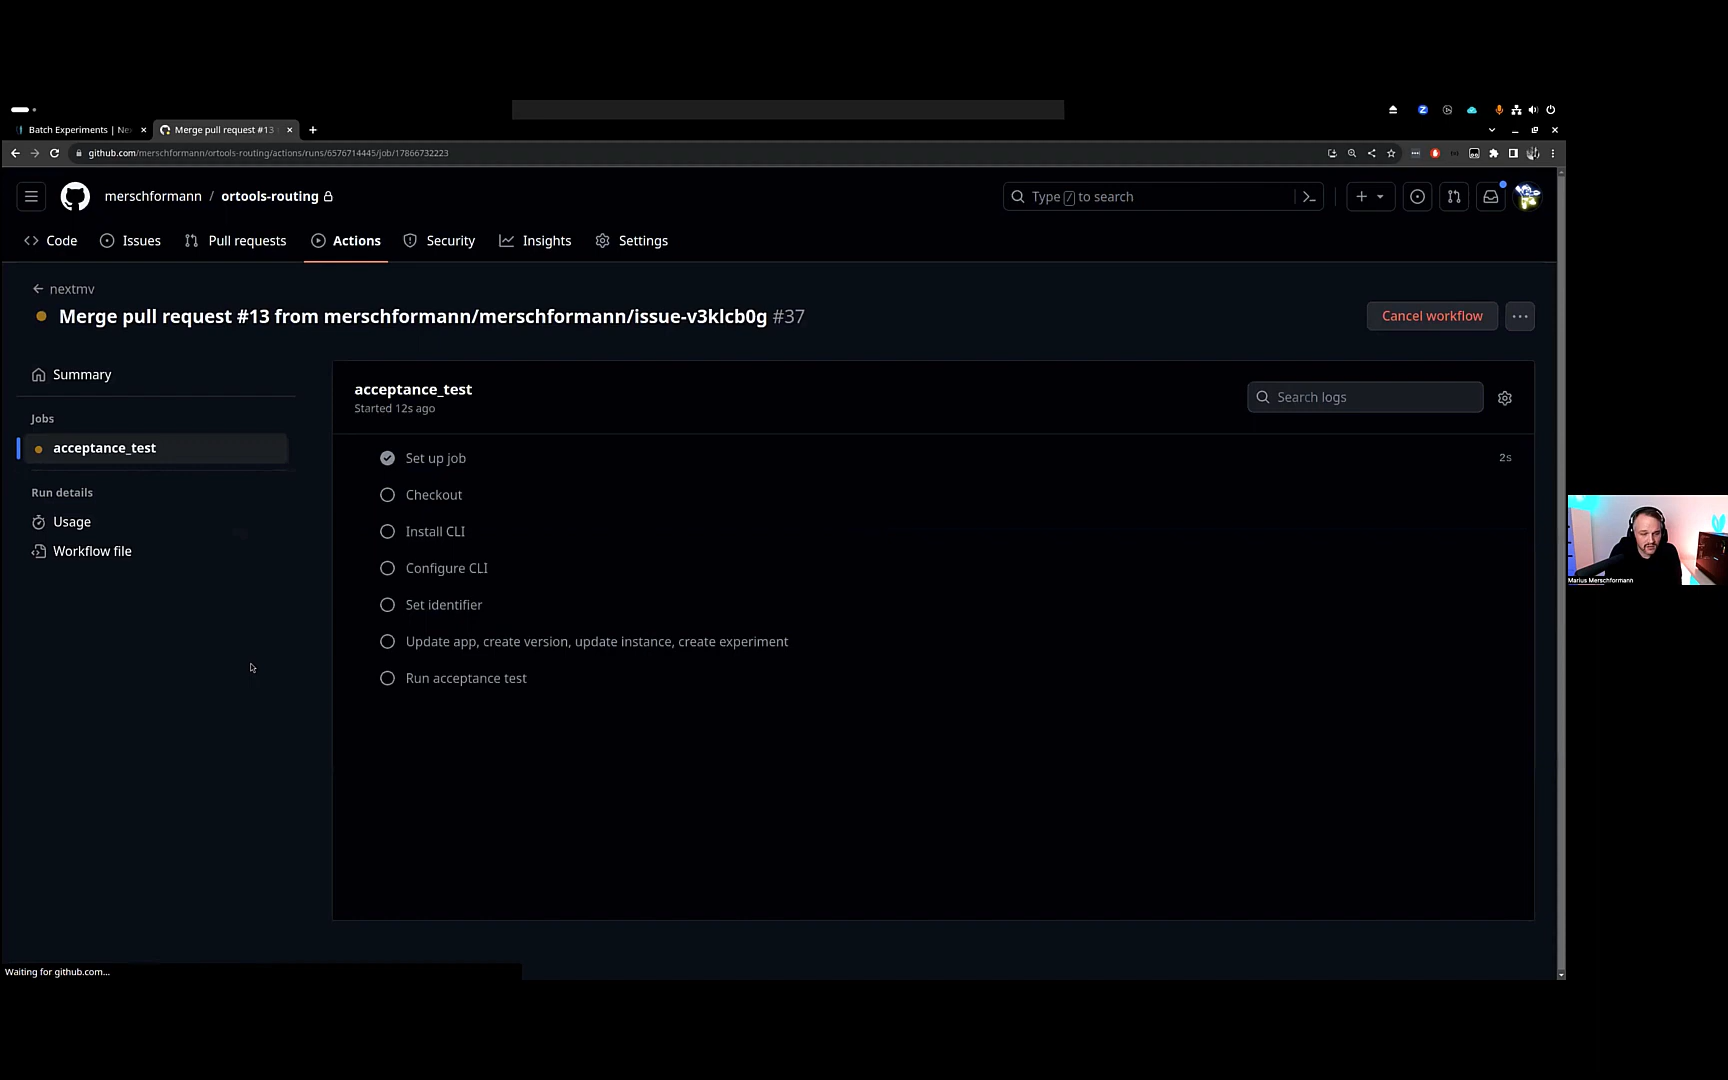 Batch Experiments | Ne
Merge pull request #13
github.com/merschformann/ortools-routing/actions/runs/6576714445/job/17866732223
merschformann / ortools-routing
Type / to search
Code
Issues
Pull requests
Actions
Security
Insights
Settings
nextmv
Merge pull request #13 from merschformann/merschformann/issue-v3klcb0g #37
Cancel workflow
Summary
Jobs
acceptance_test
Run details
Usage
Workflow file
acceptance_test
Started 12s ago
Search logs
Set up job
2s
Checkout
Install CLI
Configure CLI
Set identifier
Update app, create version, update instance, create experiment
Run acceptance test
Marius Merschformann
Waiting for github.com...